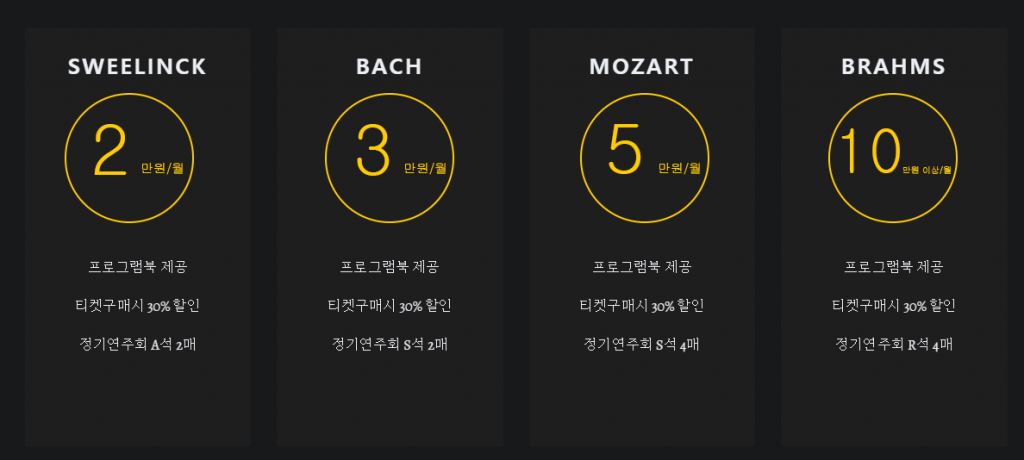 SWEELINCK
2 만원/월
프로그램북 제공
티켓구매시 30% 할인
정기연주회 A석 2매
BACH
3 만원/월
프로그램북 제공
티켓구매시 30% 할인
정기연주회 S석 2매
MOZART
5 만원/월
프로그램북 제공
티켓구매시 30% 할인
정기연주회 S석 4매
BRAHMS
10 만원 이상/월
프로그램북 제공
티켓구매시 30% 할인
정기연주회 R석 4매